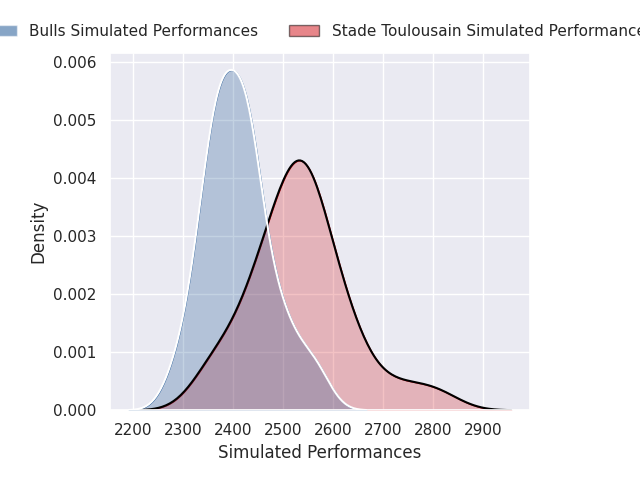 Bulls Simulated Performances
Stade Toulousain Simulated Performance
0.006
0.005
0.004
0.003
0.002
0.001
0.000
Density
2200 2300 2400 2500 2600 2700 2800 2900
Simulated Performances